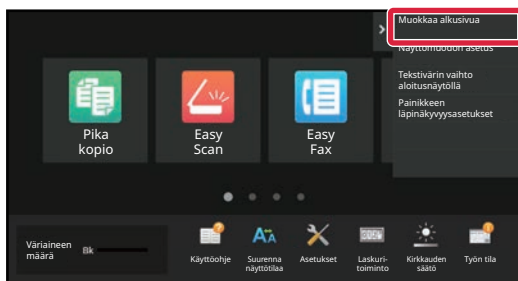 Muokkaa alkusivua
Näyttömuodon asetus
Tekstivärin vaihto
aloitusnäytöllä
Painikkeen
läpinäkyvyysasetukset
Pika
kopio
Easy
Scan
Easy
Fax
Väriaineen
määrä
Bk
Käyttöohje
Suurenna
näyttötilaa
Asetukset
Laskuri-
toiminto
Kirkkauden
säätö
Työn tila